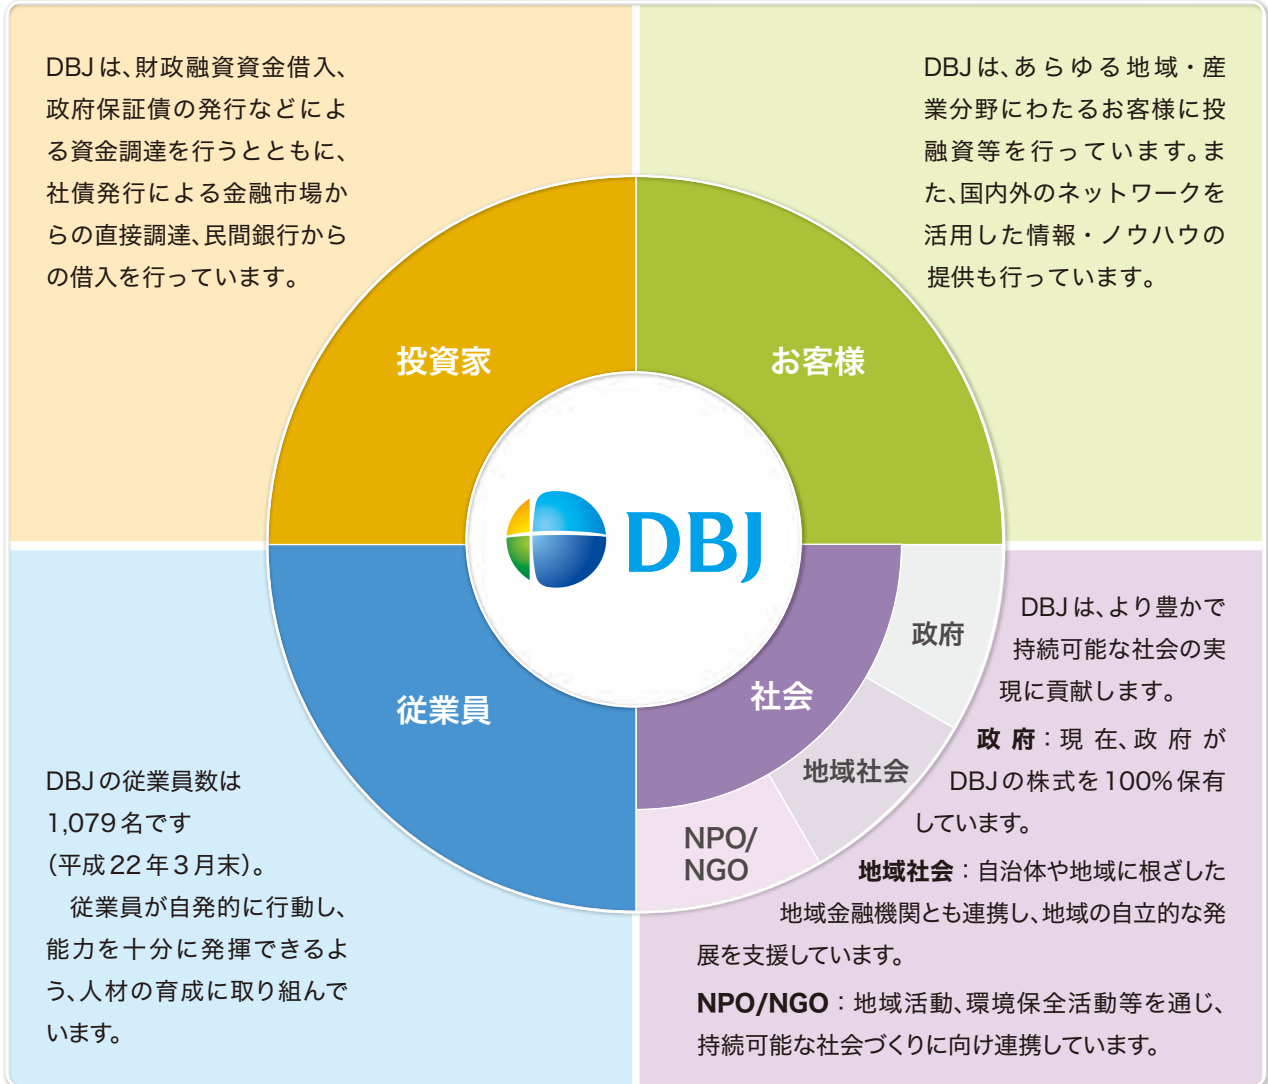 DBJは、財政融資資金借入、
政府保証債の発行などによ
る資金調達を行うとともに、
社債発行による金融市場か
らの直接調達、民間銀行から
の借入を行っています。
DBJは、あらゆる地域・産
業分野にわたるお客様に投
融資等を行っています。ま
た、国内外のネットワークを
活用した情報・ノウハウの
提供も行っています。
投資家
お客様
DBJ
従業員
社会
政府
地域社会
NPO/
NGO
DBJの従業員数は
1,079名です
（平成22年3月末）。
従業員が自発的に行動し、
能力を十分に発揮できるよ
う、人材の育成に取り組んで
います。
DBJは、より豊かで
持続可能な社会の実
現に貢献します。
政府：現在、政府が
DBJの株式を100%保有
しています。
地域社会：自治体や地域に根ざした
地域金融機関とも連携し、地域の自立的な発
展を支援しています。
NPO/NGO：地域活動、環境保全活動等を通じ、
持続可能な社会づくりに向け連携しています。